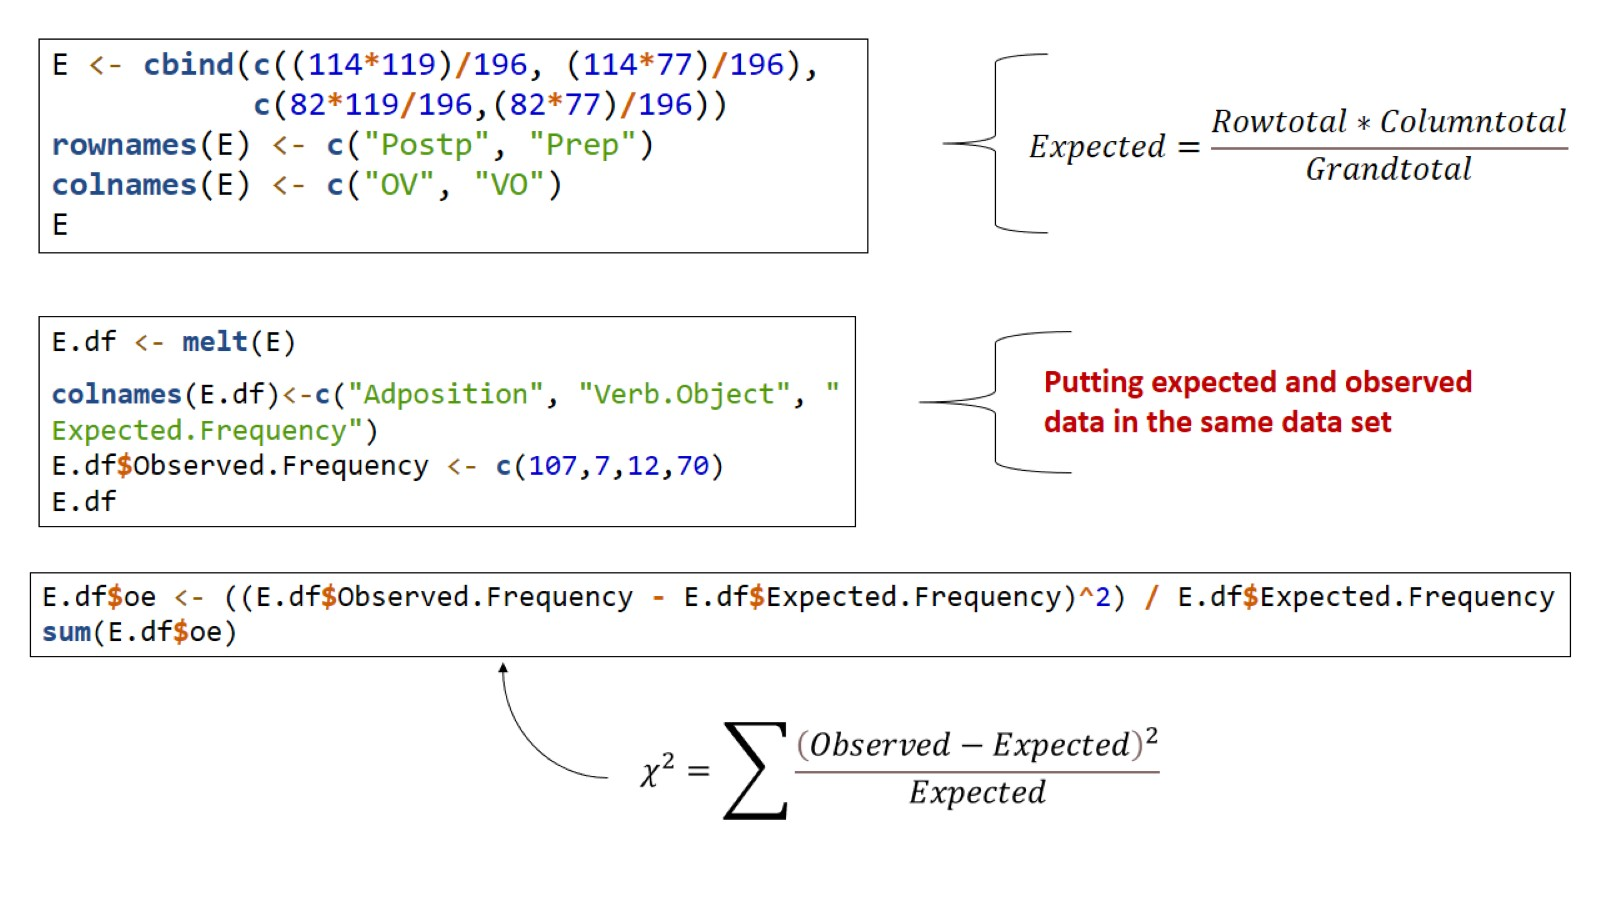 E <- cbind(c((114*119)/196, (114*77)/196),
c(82*119/196,(82*77)/196))
rownames(E) <- c("Postp", "Prep")
colnames(E) <- c("OV", "VO")
E
Expected = Rowtotal * Columntotal
Grandtotal
E.df <- melt(E)
colnames(E.df)<-c("Adposition", "Verb.Object", "
Expected.Frequency")
E.df$Observed.Frequency <- c(107,7,12,70)
E.df
Putting expected and observed
data in the same data set
E.df$oe <- ((E.df$Observed.Frequency - E.df$Expected.Frequency)^2) / E.df$Expected.Frequency
sum(E.df$oe)
χ² = ∑ (Observed − Expected)²
Expected